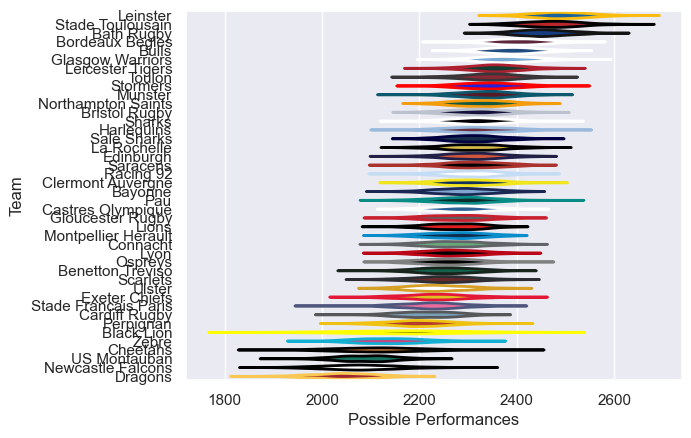 Leinster
Stade Toulousain
Bath Rugby
Bordeaux Bègles
Bulls
Glasgow Warriors
Leicester Tigers
Toulon
Stormers
Munster
Northampton Saints
Bristol Rugby
Sharks
Harlequins
Sale Sharks
La Rochelle
Edinburgh
Saracens
Racing 92
Clermont Auvergne
Bayonne
Pau
Castres Olympique
Gloucester Rugby
Lions
Montpellier Herault
Connacht
Lyon
Ospreys
Benetton Treviso
Scarlets
Ulster
Exeter Chiefs
Stade Francais Paris
Cardiff Rugby
Perpignan
Black Lion
Zebre
Cheetahs
US Montauban
Newcastle Falcons
Dragons
Team
1800 2000 2200 2400 2600
Possible Performances